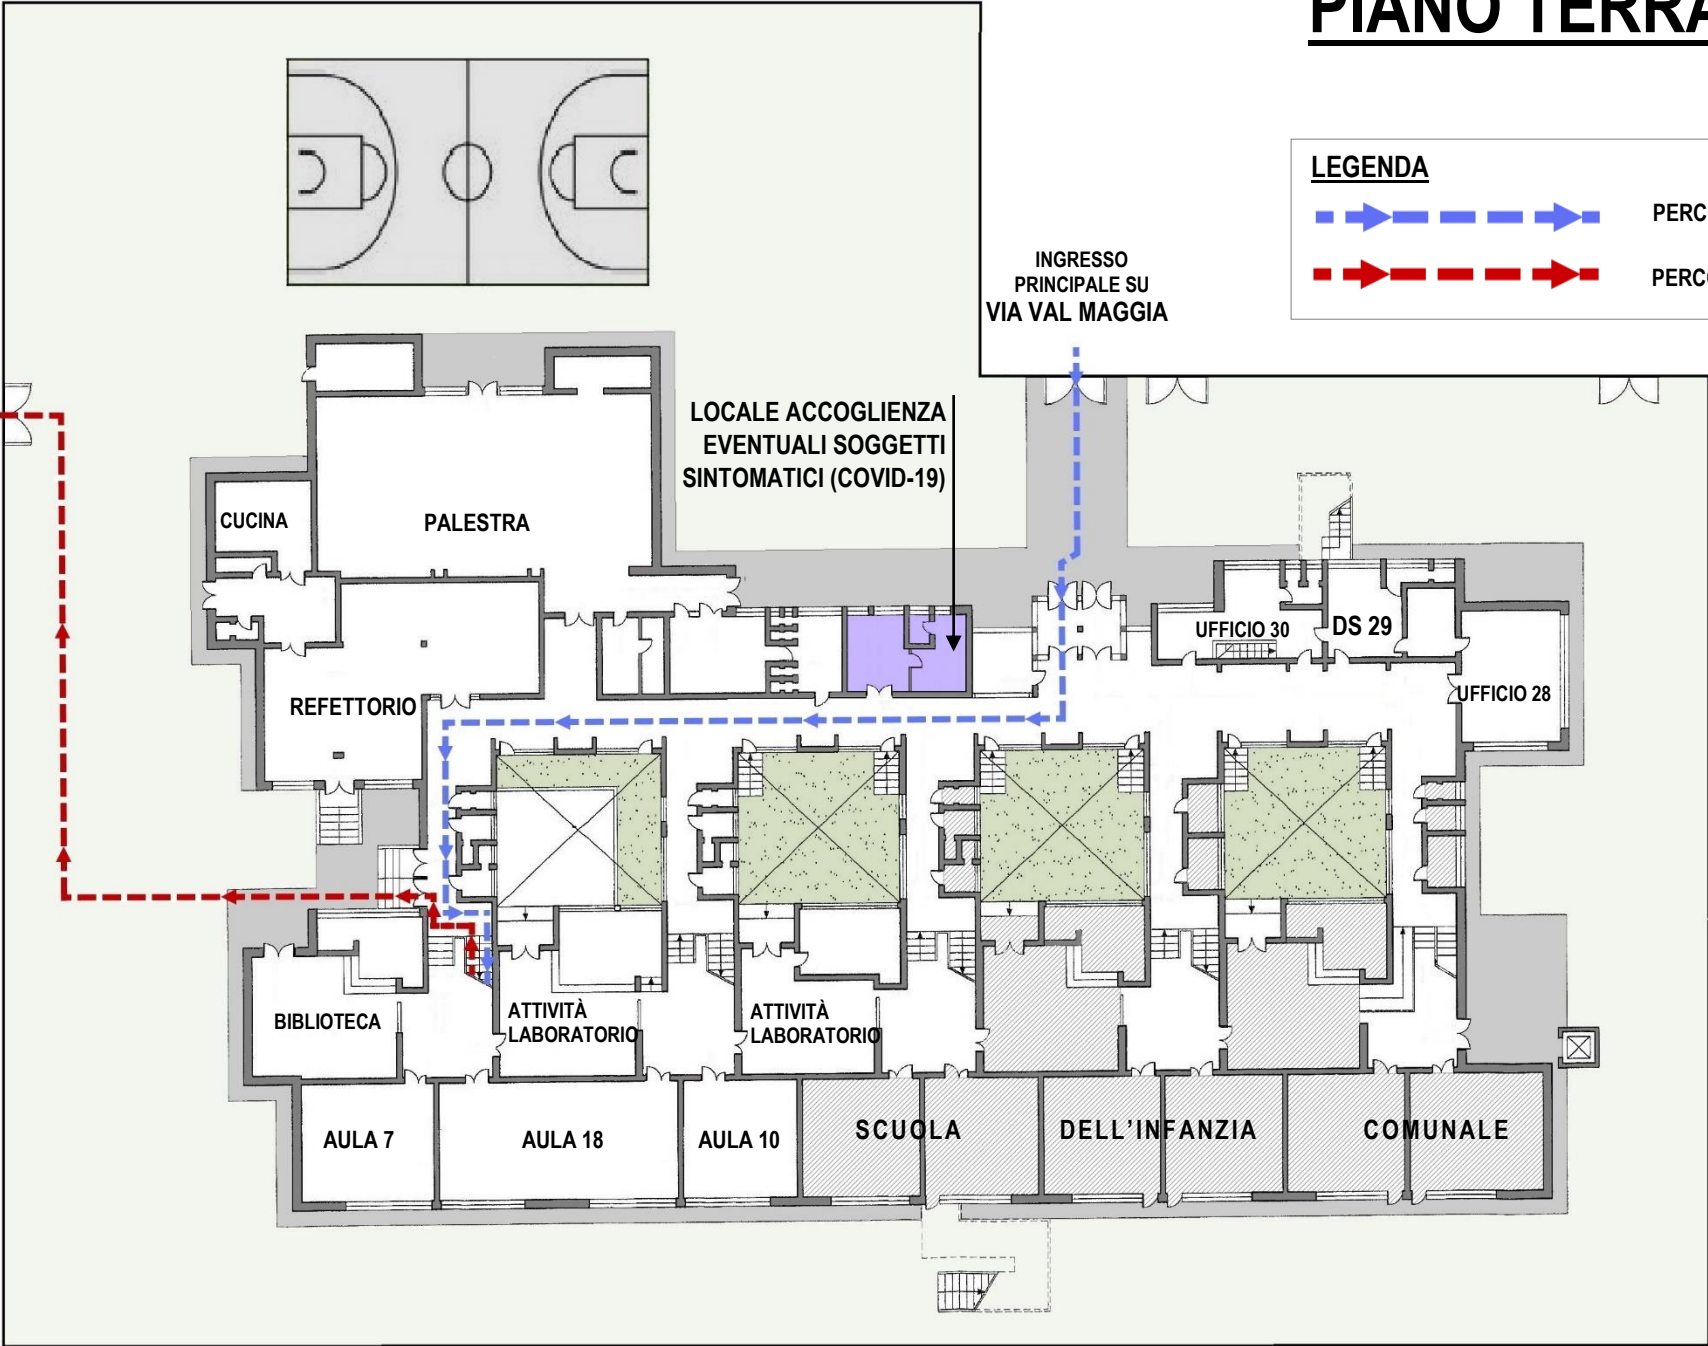 PIANO TERRA
LEGENDA
INGRESSO
PRINCIPALE SU
VIA VAL MAGGIA
LOCALE ACCOGLIENZA
EVENTUALI SOGGETTI
SINTOMATICI (COVID-19)
CUCINA
PALESTRA
UFFICIO 30
DS 29
UFFICIO 28
REFETTORIO
BIBLIOTECA
ATTIVITÀ
LABORATORIO
ATTIVITÀ
LABORATORIO
AULA 7
AULA 18
AULA 10
SCUOLA DELL'INFANZIA COMUNALE